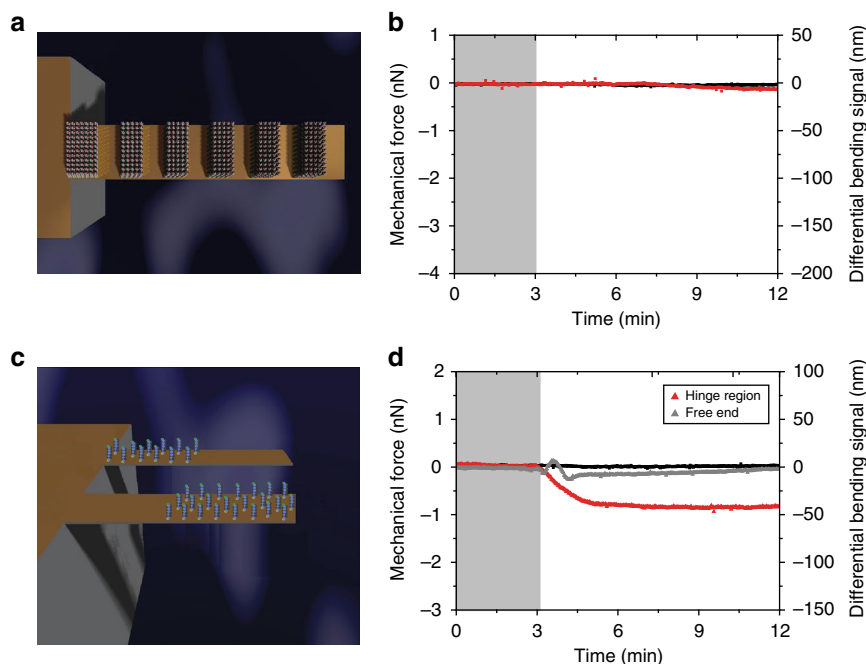 a
b
Mechanical force (nN)
1
0
−1
−2
−3
−4
50
0
−50
−100
−150
−200
Differential bending signal (nm)
0 3 6 9 12
Time (min)
c
d
Mechanical force (nN)
2
1
0
−1
−2
−3
Hinge region
Free end
100
50
0
−50
−100
−150
Differential bending signal (nm)
0 3 6 9 12
Time (min)